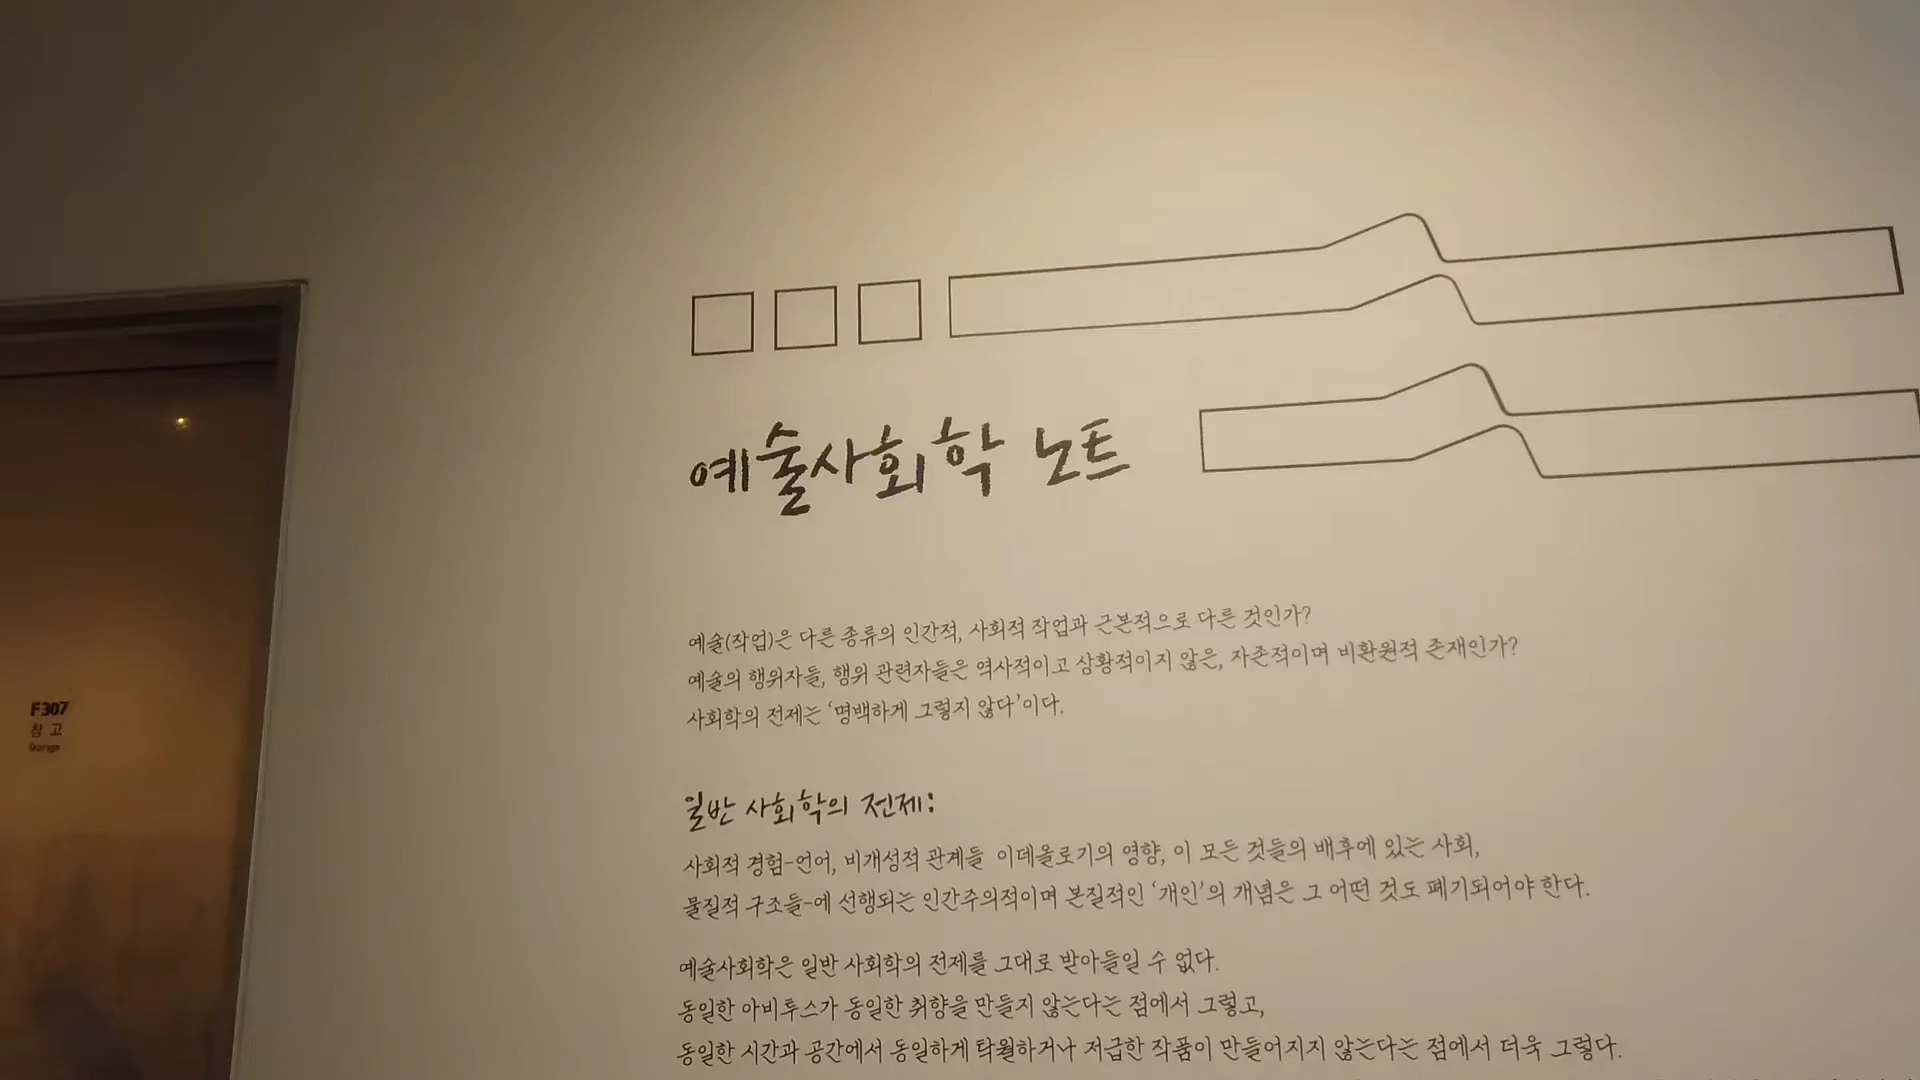 예술사회학 노트
예술(작업)은 다른 종류의 인간적, 사회적 작업과 근본적으로 다른 것인가?
예술의 행위자들, 행위 관련자들은 역사적이고 상황적이지 않은, 자존적이며 비환원적 존재인가?
사회학의 전제는 ‘명백하게 그렇지 않다’이다.
일반 사회학의 전제:
사회적 경험-언어, 비개성적 관계들 이데올로기의 영향, 이 모든 것들의 배후에 있는 사회,
물질적 구조들-에 선행되는 인간주의적이며 본질적인 ‘개인’의 개념은 그 어떤 것도 폐기되어야 한다.
예술사회학은 일반 사회학의 전제를 그대로 받아들일 수 없다.
동일한 아비투스가 동일한 취향을 만들지 않는다는 점에서 그렇고,
동일한 시간과 공간에서 동일하게 탁월하거나 저급한 작품이 만들어지지 않는다는 점에서 더욱 그렇다.
F307
창고
Storage